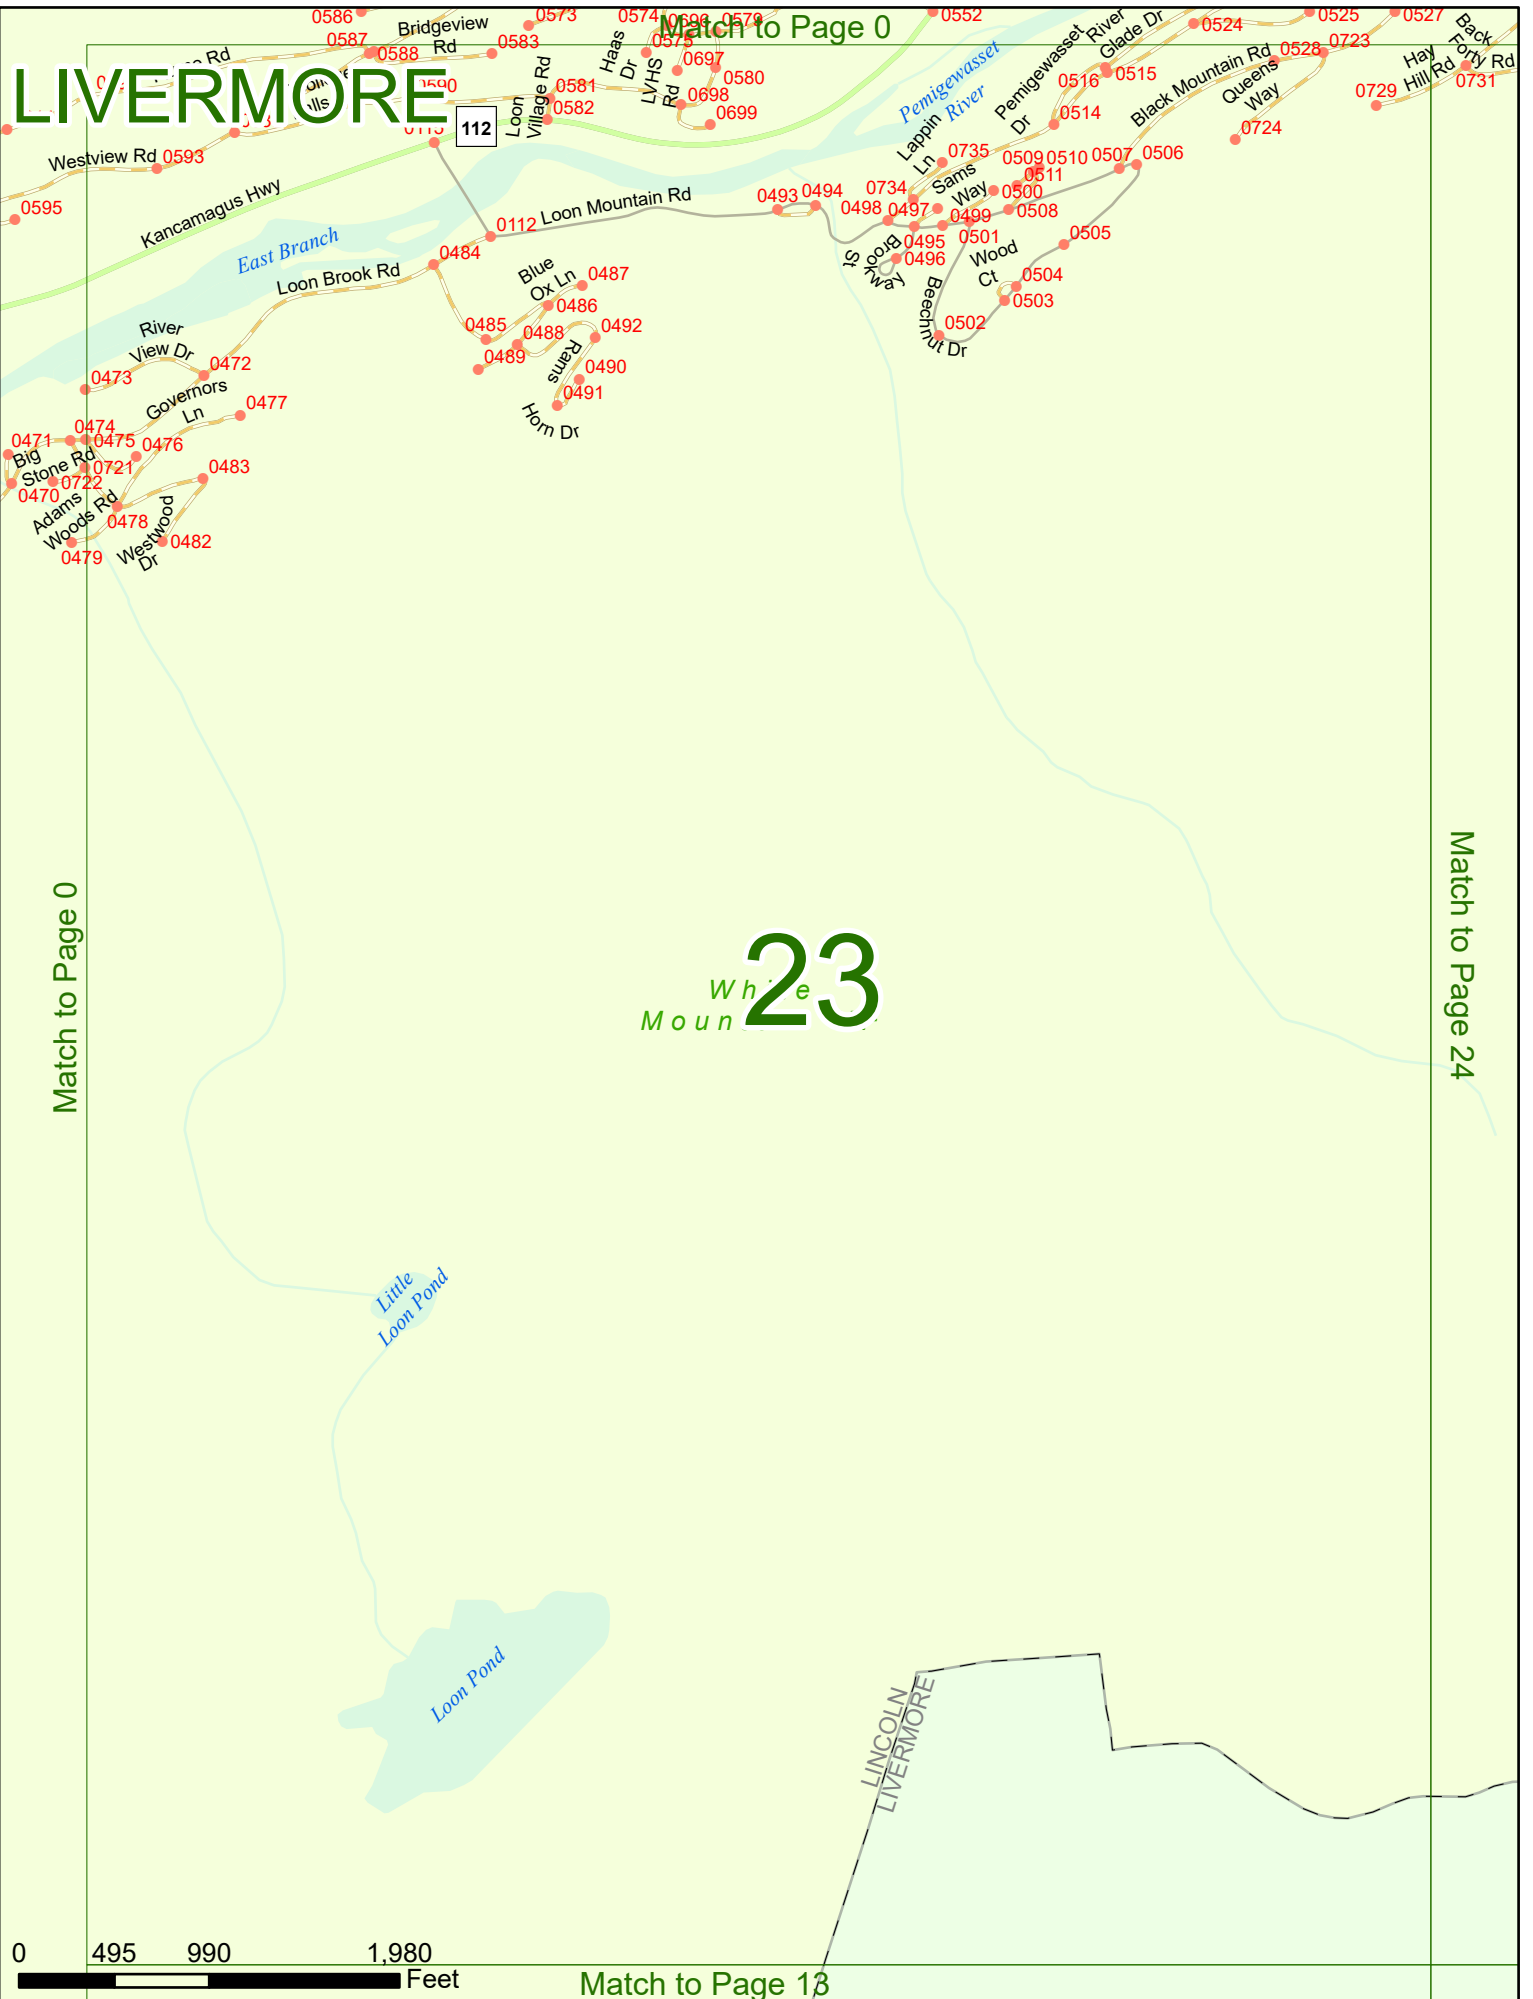 0586
Bridgeview
0573
0574
0696
0579
0552
Match to Page 0
River
Glade Dr
0524
0525
0527
Back
Forty Rd
0587
0588
Rd
0583
Haas
Dr
0575
0697
0580
LVHS
Rd
Rd
LIVERMORE
0590
0581
0582
0698
0699
Loon
Village Rd
112
0113
Pemigewasset
River
Pemigewasset
Dr
0516
0515
0514
Black Mountain Rd
0528
0723
Queens
Way
0724
Hay
Hill Rd
0729
0731
Westview Rd
0593
0595
Kancamagus Hwy
East Branch
0112
Loon Mountain Rd
0493
0494
Lappin
Ln
0735
0734
Sams
Way
0509
0510
0511
0500
0507
0506
0498
0497
0499
0508
0495
0501
0496
Brookway
St
Wood
Ct
0505
0504
0503
Beechnut Dr
0502
0484
Loon Brook Rd
Blue
Ox Ln
0487
0486
0485
0488
0492
0489
Rams
Horn Dr
0490
0491
River
View Dr
0472
0473
Governors
Ln
0477
0471
0474
0475
0476
Big
Stone Rd
0721
0722
0483
0470
Adams
Woods Rd
0478
0479
Westwood
Dr
0482
Match to Page 0
Match to Page 24
23
Little
Loon Pond
Loon Pond
LINCOLN
LIVERMORE
0 495 990 1,980
Feet
Match to Page 13